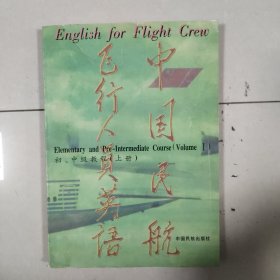 English for Flight Crew
中国民航
飞行人员英语
Elementary and Pre-Intermediate Course (Volume I)
初、中级教程(上册)
中国民航出版社